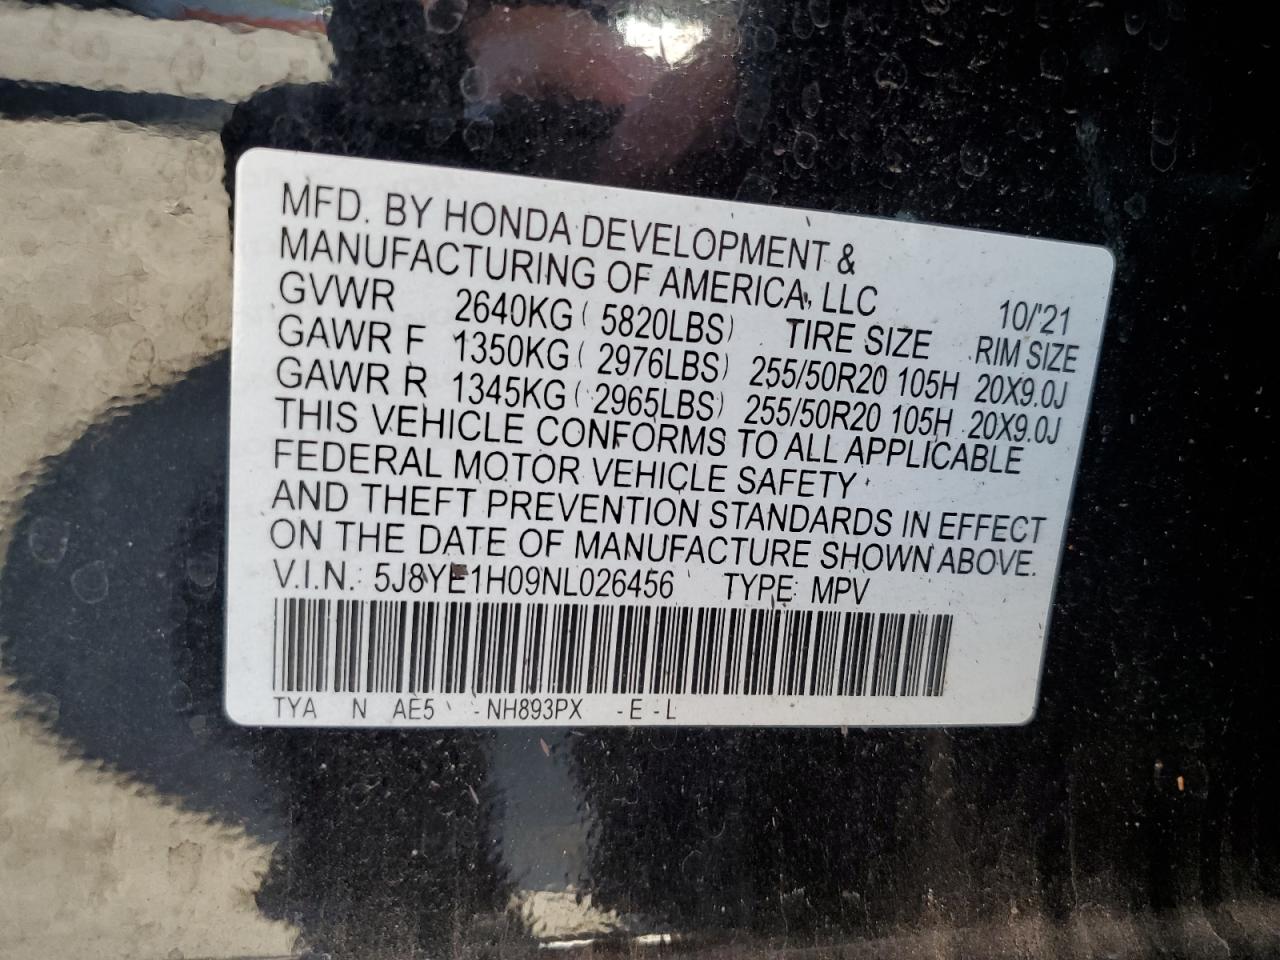 MFD. BY HONDA DEVELOPMENT &
MANUFACTURING OF AMERICA, LLC 10/'21
GVWR 2640KG ( 5820LBS) TIRE SIZE RIM SIZE
GAWR F 1350KG ( 2976LBS) 255/50R20 105H 20X9.0J
GAWR R 1345KG ( 2965LBS) 255/50R20 105H 20X9.0J
THIS VEHICLE CONFORMS TO ALL APPLICABLE
FEDERAL MOTOR VEHICLE SAFETY
AND THEFT PREVENTION STANDARDS IN EFFECT
ON THE DATE OF MANUFACTURE SHOWN ABOVE.
V.I.N.: 5J8YE1H09NL026456 TYPE: MPV
TYA N AE5 - NH893PX - E - L